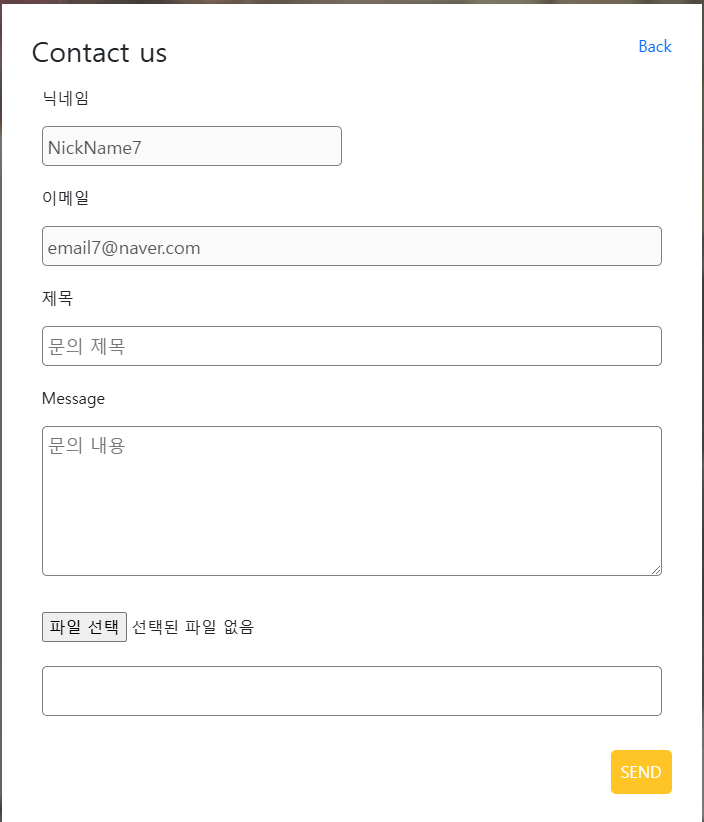 Contact us
Back
닉네임
NickName7
이메일
email7@naver.com
제목
문의 제목
Message
문의 내용
파일 선택 선택된 파일 없음
SEND